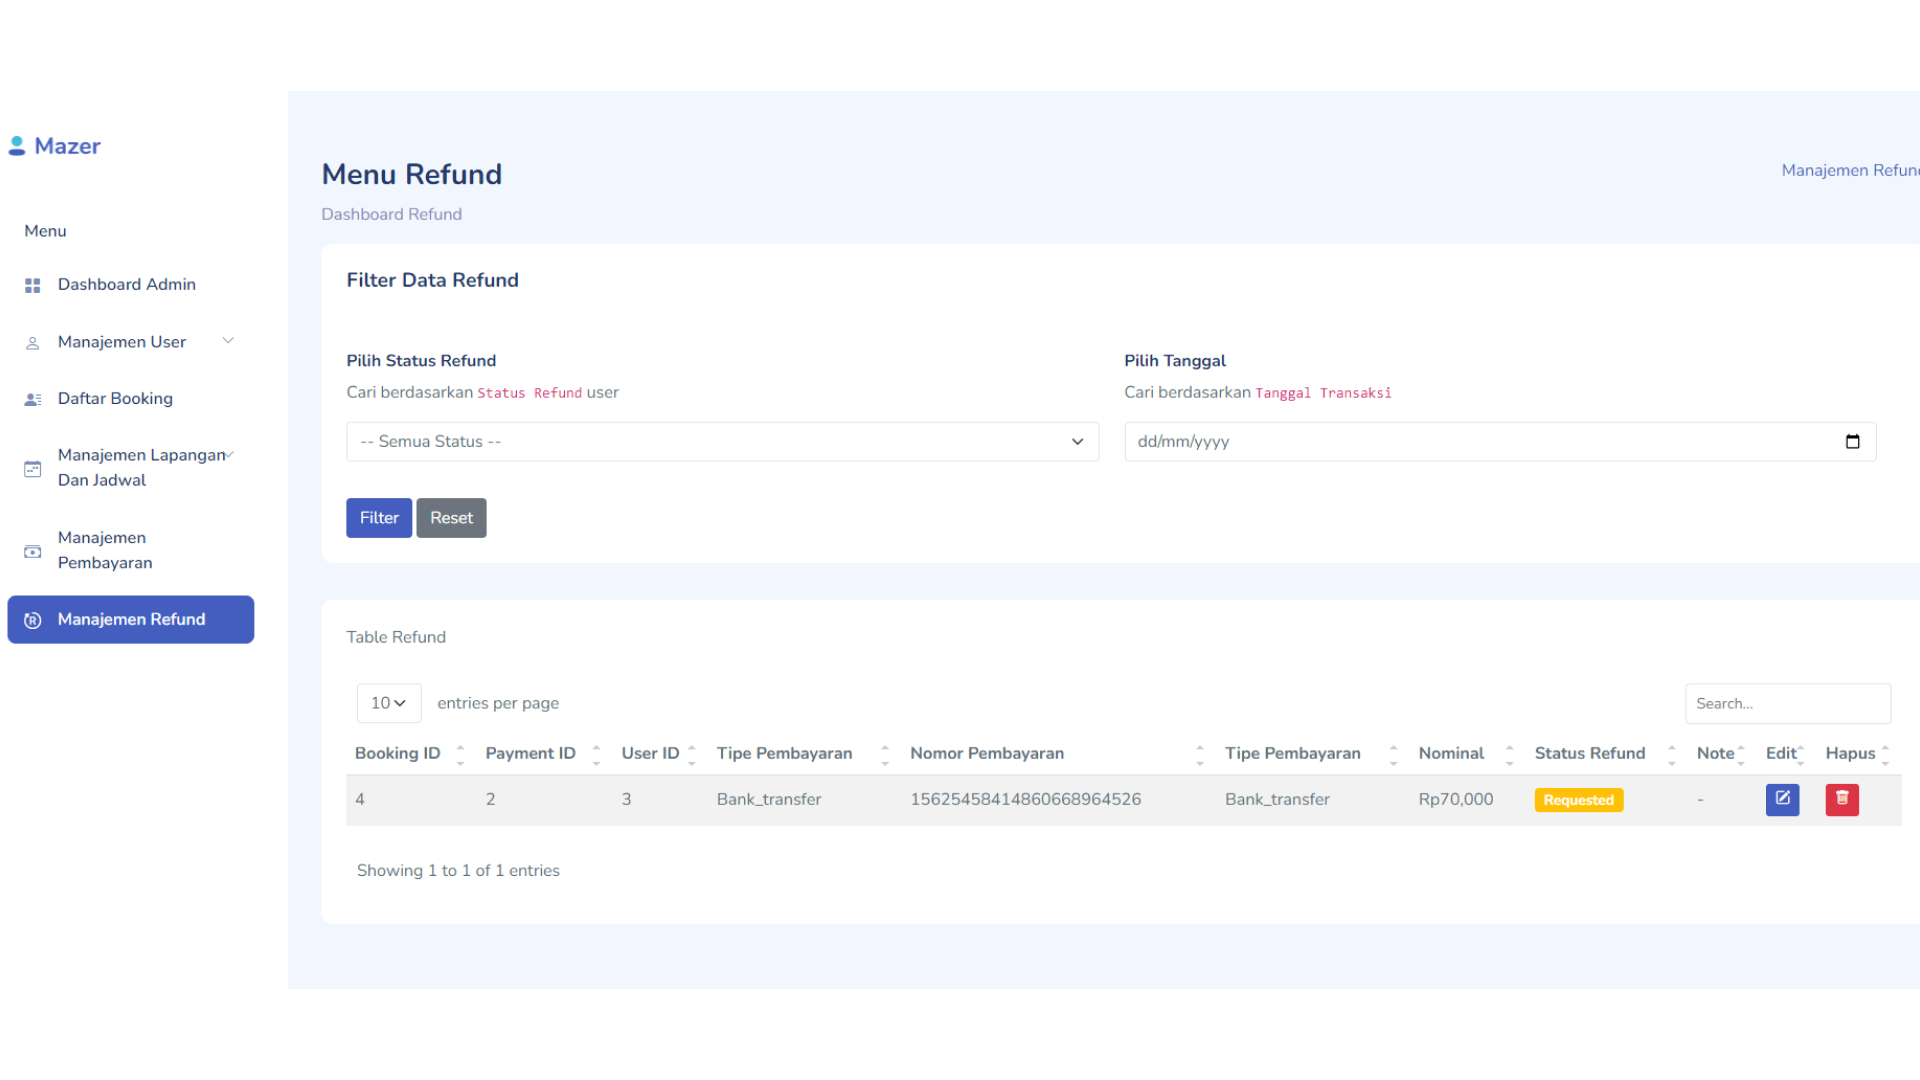 Mazer
Menu
Dashboard Admin
Manajemen User
Daftar Booking
Manajemen Lapangan
Dan Jadwal
Manajemen
Pembayaran
Manajemen Refund
Menu Refund
Dashboard Refund
Manajemen Refund
Filter Data Refund
Pilih Status Refund
Cari berdasarkan Status Refund user
-- Semua Status --
Pilih Tanggal
Cari berdasarkan Tanggal Transaksi
dd/mm/yyyy
Filter Reset
Table Refund
10 entries per page
Search...
Booking ID Payment ID User ID Tipe Pembayaran Nomor Pembayaran Tipe Pembayaran Nominal Status Refund Note Edit Hapus
4 2 3 Bank_transfer 15625458414860668964526 Bank_transfer Rp70,000 Requested -
Showing 1 to 1 of 1 entries